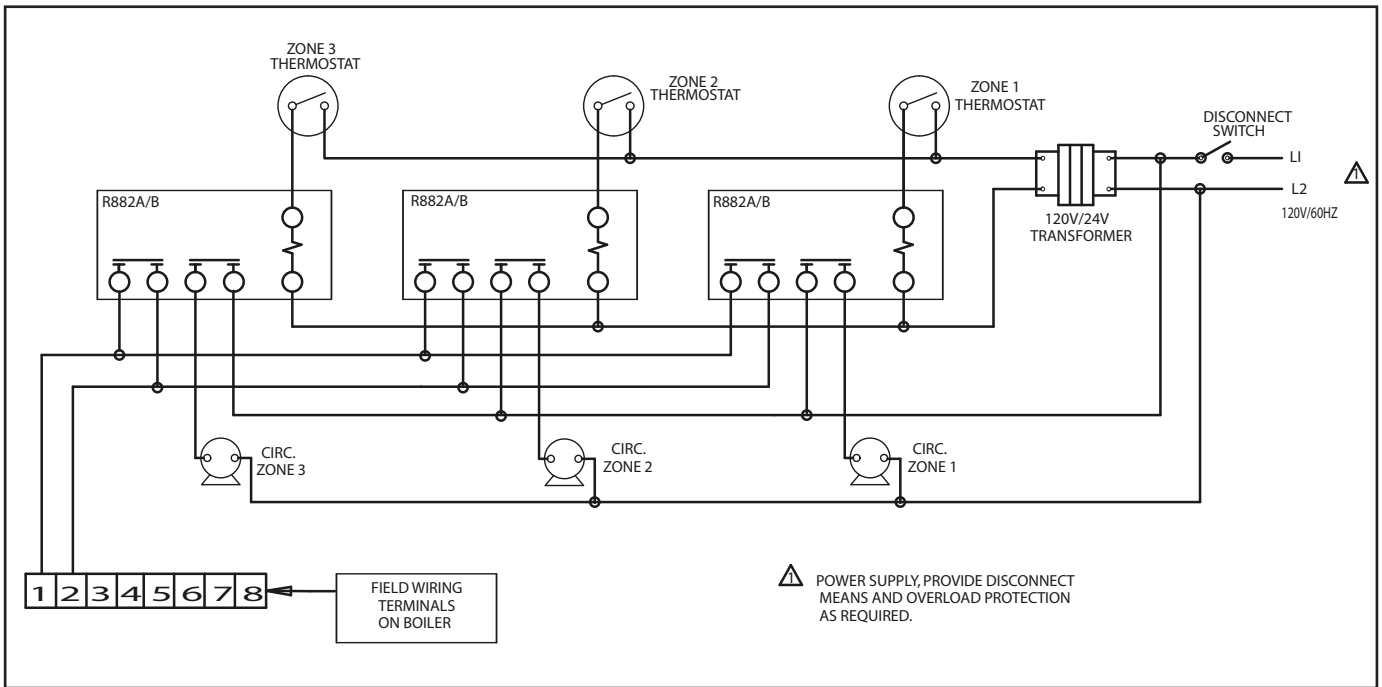 ZONE 3
THERMOSTAT
ZONE 2
THERMOSTAT
ZONE 1
THERMOSTAT
DISCONNECT
SWITCH
LI
L2
1
120V/60HZ
120V/24V
TRANSFORMER
R882A/B
R882A/B
R882A/B
CIRC.
ZONE 3
CIRC.
ZONE 2
CIRC.
ZONE 1
1 2 3 4 5 6 7 8
FIELD WIRING
TERMINALS
ON BOILER
1 POWER SUPPLY, PROVIDE DISCONNECT
MEANS AND OVERLOAD PROTECTION
AS REQUIRED.